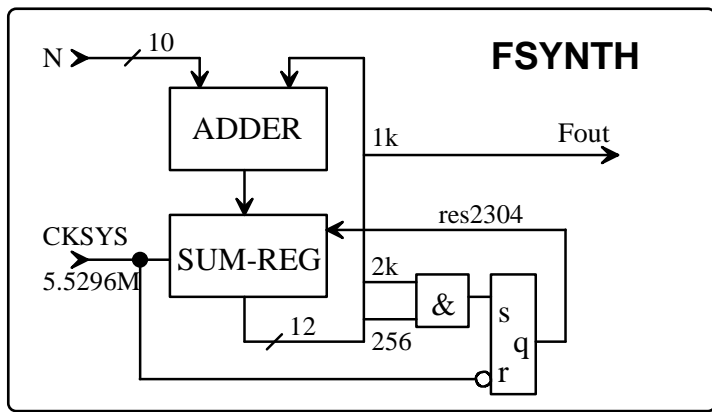 N
10
FSYNTH
ADDER
1k
Fout
res2304
CKSYS
5.5296M
SUM-REG
2k
&
s
q
r
12
256